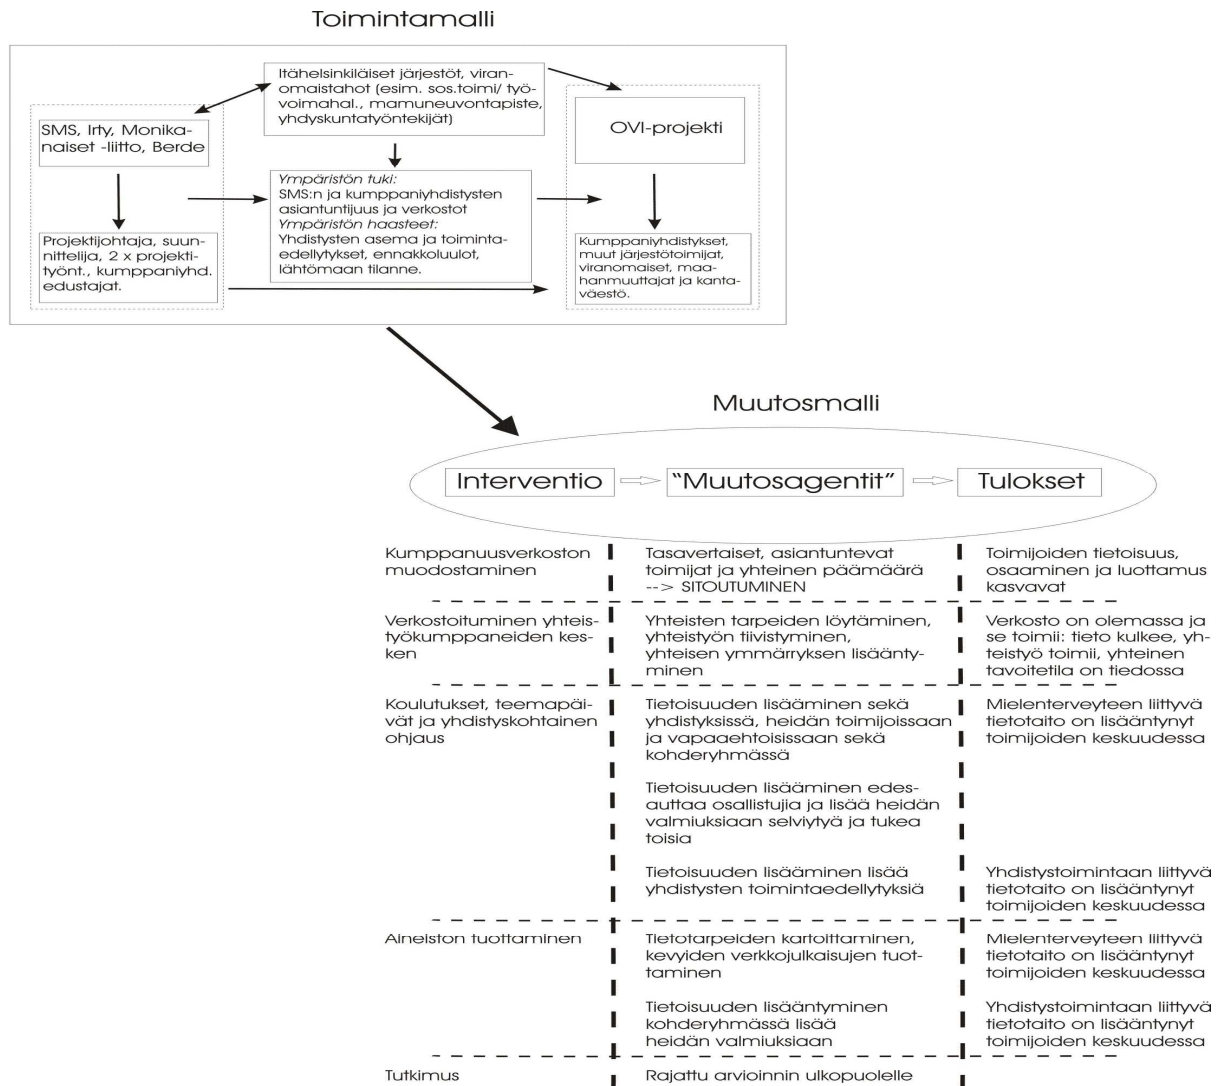 Toimintamalli
Itähelsinkiläiset järjestöt, viran-
omaistahot (esim. sos.toimi/ työ-
voimahal., mamuneuvontapiste,
yhdyskuntatyöntekijät)
SMS, Irty, Monika-
naiset -liitto, Berde
OVI-projekti
Ympäristön tuki:
SMS:n ja kumppaniyhdistysten
asiantuntijuus ja verkostot
Ympäristön haasteet:
Yhdistysten asema ja toiminta-
edellytykset, ennakkoluulot,
lähtömaan tilanne.
Projektijohtaja, suun-
nittelija, 2 x projekti-
työnt., kumppaniyhd.
edustajat.
Kumppaniyhdistykset,
muut järjestötoimijat,
viranomaiset, maa-
hanmuuttajat ja kanta-
väestö.
Muutosmalli
Interventio
"Muutosagentit"
Tulokset
Kumppanuusverkoston
muodostaminen
Tasavertaiset, asiantuntevat
toimijat ja yhteinen päämäärä
--> SITOUTUMINEN
Toimijoiden tietoisuus,
osaaminen ja luottamus
kasvavat
Verkostoituminen yhteis-
työkumppaneiden kes-
ken
Yhteisten tarpeiden löytäminen,
yhteistyön tiivistyminen,
yhteisen ymmärryksen lisäänty-
minen
Verkosto on olemassa ja
se toimii: tieto kulkee, yh-
teistyö toimii, yhteinen
tavoitetila on tiedossa
Koulutukset, teemapäi-
vät ja yhdistyskohtainen
ohjaus
Tietoisuuden lisääminen sekä
yhdistyksissä, heidän toimijoissaan
ja vapaaehtoisissaan sekä
kohderyhmässä
Mielenterveyteen liittyvä
tietotaito on lisääntynyt
toimijoiden keskuudessa
Tietoisuuden lisääminen edes-
auttaa osallistujia ja lisää heidän
valmiuksiaan selviytyä ja tukea
toisia
Tietoisuuden lisääminen lisää
yhdistysten toimintaedellytyksiä
Yhdistystoimintaan liittyvä
tietotaito on lisääntynyt
toimijoiden keskuudessa
Aineiston tuottaminen
Tietotarpeiden kartoittaminen,
kevyiden verkkojulkaisujen tuot-
taminen
Mielenterveyteen liittyvä
tietotaito on lisääntynyt
toimijoiden keskuudessa
Tietoisuuden lisääntyminen
kohderyhmässä lisää
heidän valmiuksiaan
Yhdistystoimintaan liittyvä
tietotaito on lisääntynyt
toimijoiden keskuudessa
Tutkimus
Rajattu arvioinnin ulkopuolelle